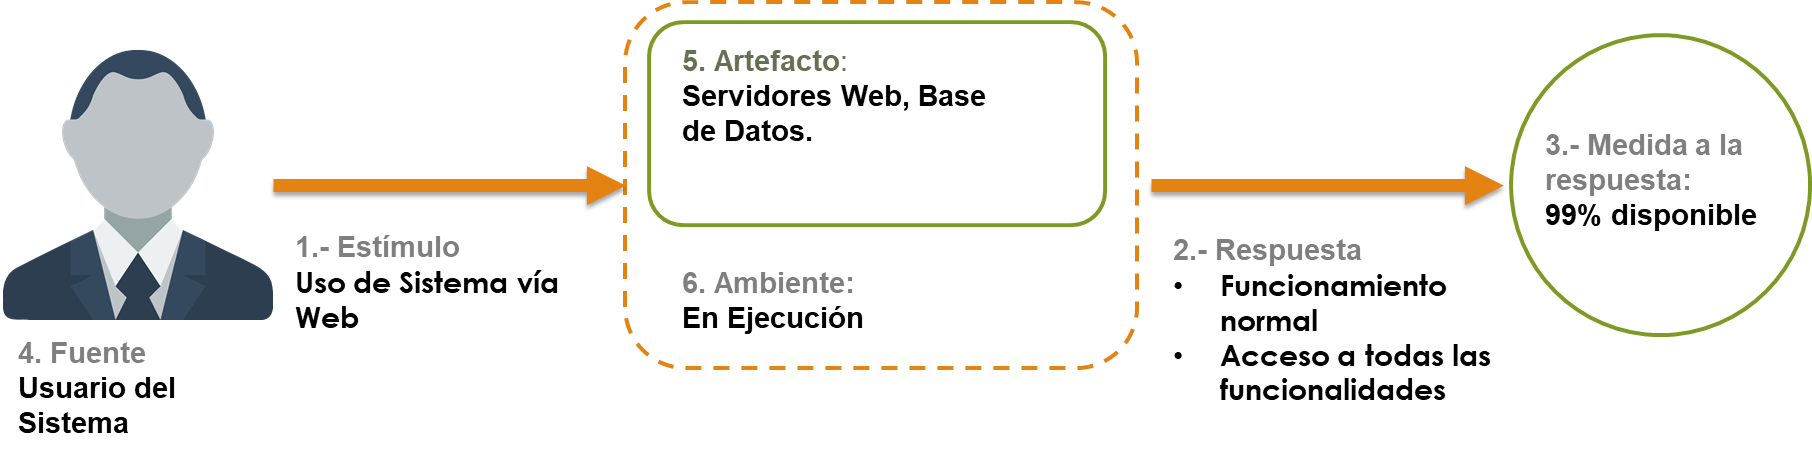 4. Fuente
Usuario del
Sistema
1.- Estímulo
Uso de Sistema vía
Web
5. Artefacto:
Servidores Web, Base
de Datos.
6. Ambiente:
En Ejecución
2.- Respuesta
• Funcionamiento
normal
• Acceso a todas las
funcionalidades
3.- Medida a la
respuesta:
99% disponible